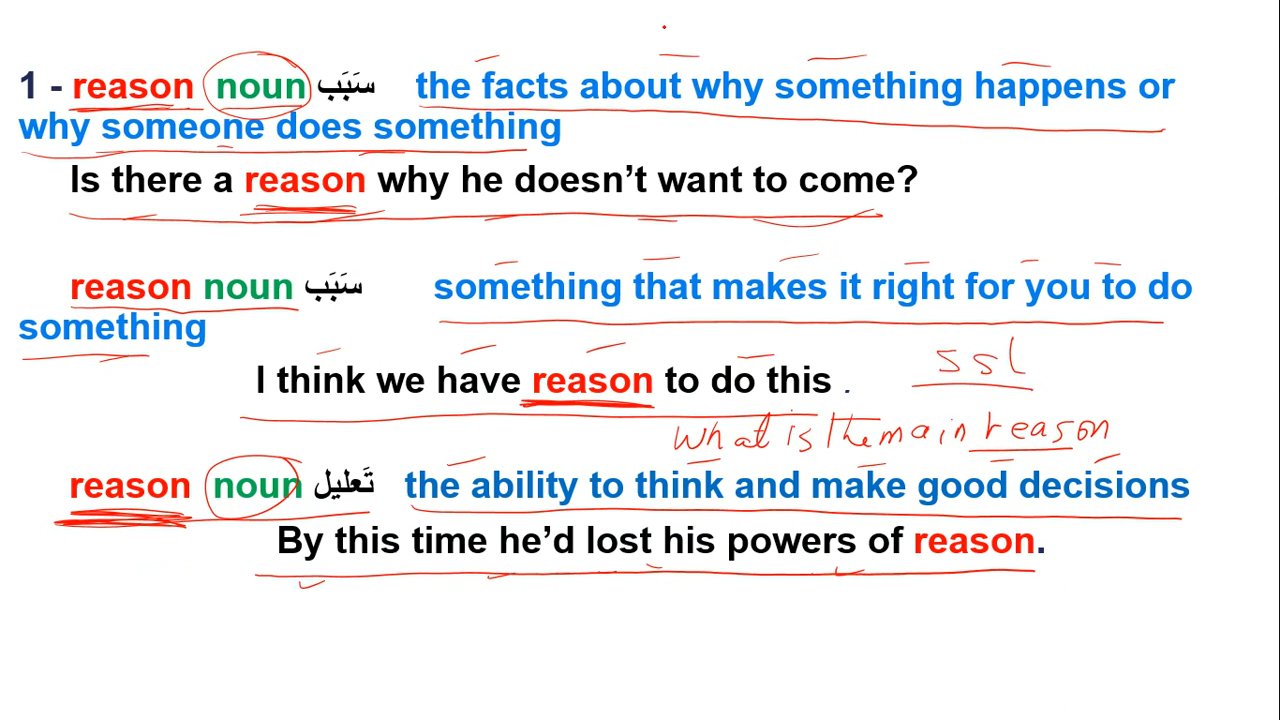 1 - reason noun سَبَب the facts about why something happens or
why someone does something
Is there a reason why he doesn’t want to come?
reason noun سَبَب something that makes it right for you to do
something
I think we have reason to do this .
ssl
what is the main reason
reason noun تَعليل the ability to think and make good decisions
By this time he’d lost his powers of reason.